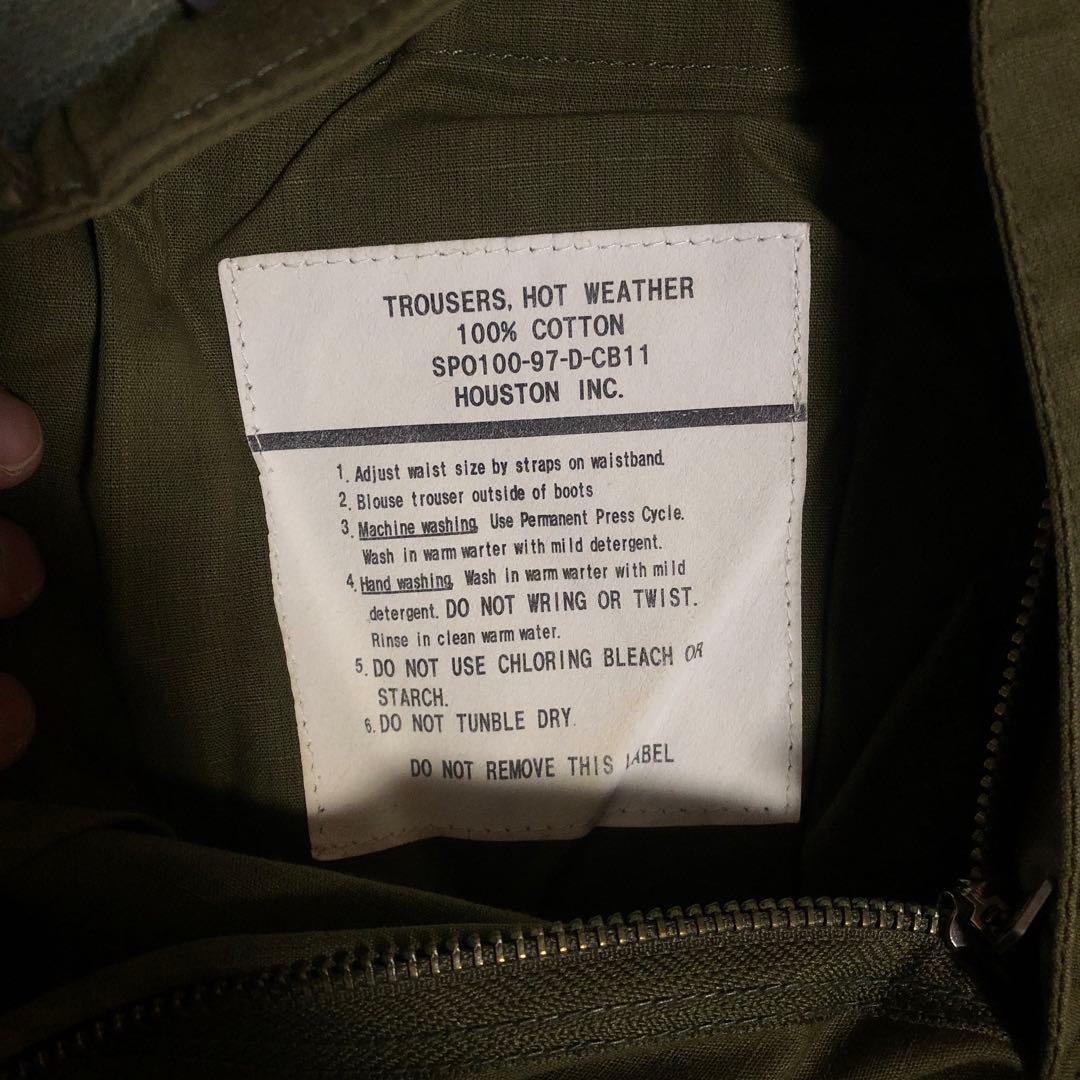 TROUSERS, HOT WEATHER
100% COTTON
SPO100-97-D-CB11
HOUSTON INC.
1. Adjust waist size by straps on waistband.
2. Blouse trouser outside of boots
3. Machine washing. Use Permanent Press Cycle.
Wash in warm warter with mild detergent.
4. Hand washing. Wash in warm warter with mild
detergent. DO NOT WRING OR TWIST.
Rinse in clean warm water.
5. DO NOT USE CHLORING BLEACH OR
STARCH.
6. DO NOT TUNBLE DRY.
DO NOT REMOVE THIS LABEL